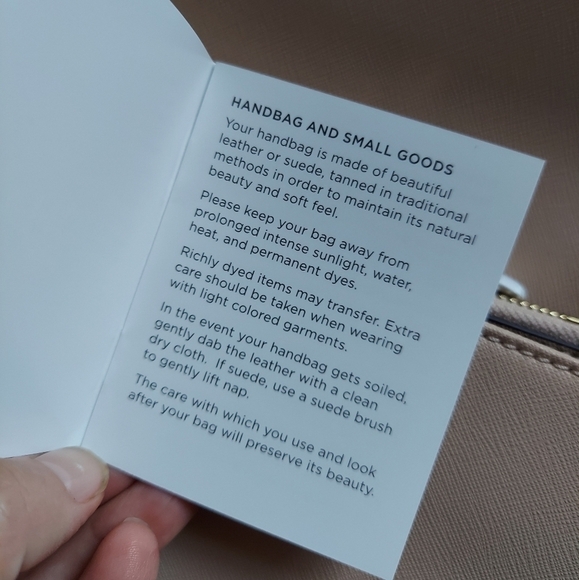 HANDBAG AND SMALL GOODS
Your handbag is made of beautiful
leather or suede, tanned in traditional
methods in order to maintain its natural
beauty and soft feel.
Please keep your bag away from
prolonged intense sunlight, water,
heat, and permanent dyes.
Richly dyed items may transfer. Extra
care should be taken when wearing
with light colored garments.
In the event your handbag gets soiled,
gently dab the leather with a clean
dry cloth. If suede, use a suede brush
to gently lift nap.
The care with which you use and look
after your bag will preserve its beauty.